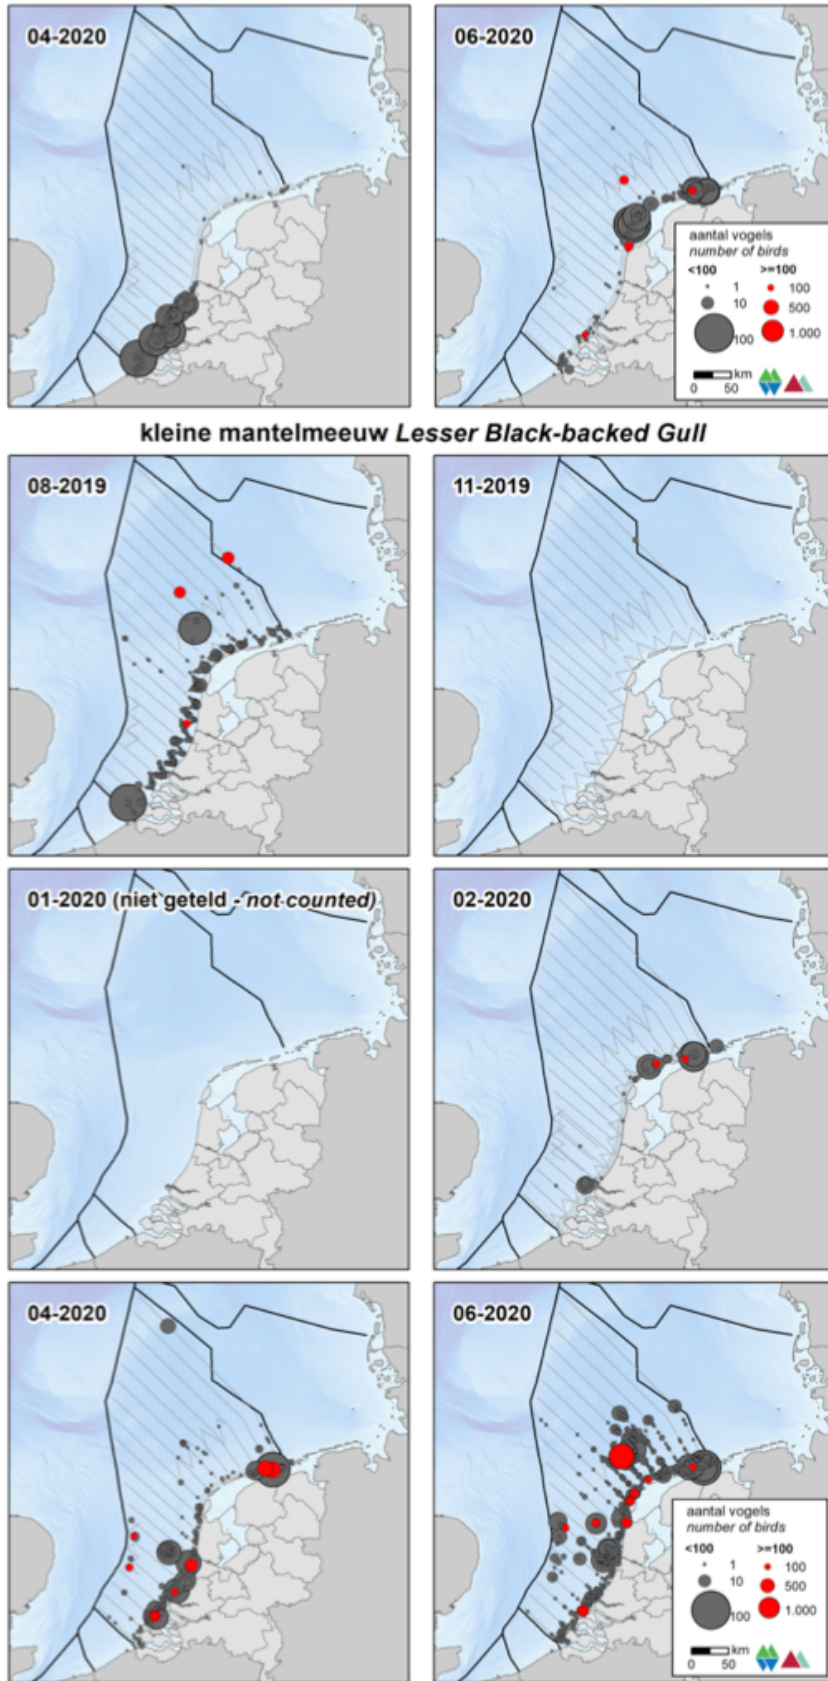 04-2020
06-2020
aantal vogels
number of birds
<100 >=100
1 100
10 500
100 1.000
km
0 50
kleine mantelmeeuw Lesser Black-backed Gull
08-2019
11-2019
01-2020 (niet geteld - not counted)
02-2020
04-2020
06-2020
aantal vogels
number of birds
<100 >=100
1 100
10 500
100 1.000
km
0 50